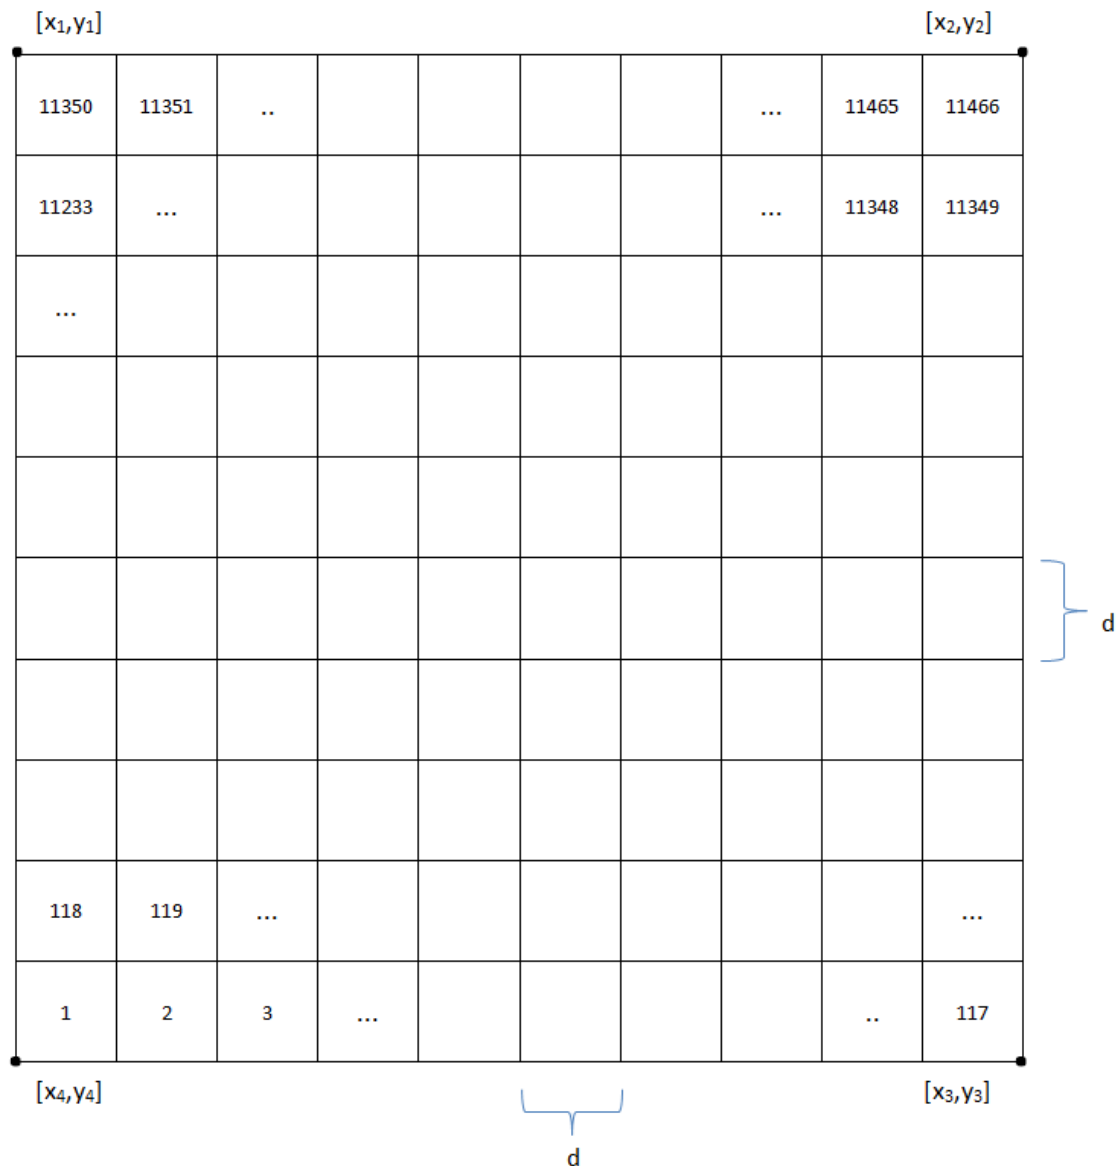 [x₁,y₁] [x₂,y₂]
11350 11351 .. ... 11465 11466
11233 ... ... 11348 11349
...
d
118 119 ... ...
1 2 3 ... .. 117
[x₄,y₄] [x₃,y₃]
d